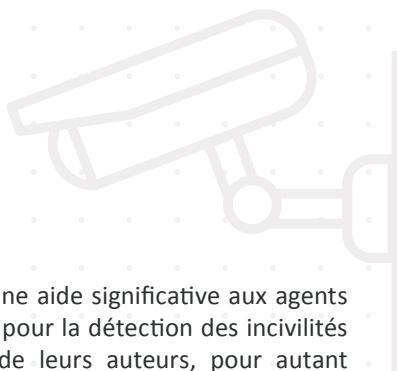 ne aide significative aux agents
pour la détection des incivilités
de leurs auteurs, pour autant